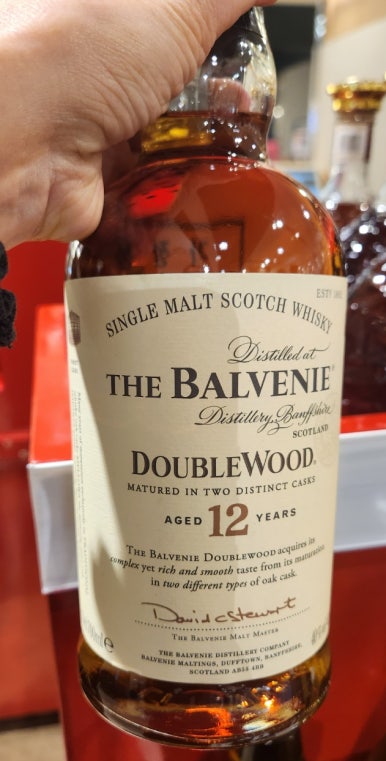 ESTD 1892
SINGLE MALT SCOTCH WHISKY
Distilled at
THE BALVENIE®
Distillery, Banffshire
SCOTLAND
DOUBLEWOOD®
MATURED IN TWO DISTINCT CASKS
AGED 12 YEARS
THE BALVENIE DOUBLEWOOD acquires its
complex yet rich and smooth taste from its maturation
in two different types of oak cask.
David C Stewart
THE BALVENIE MALT MASTER
THE BALVENIE DISTILLERY COMPANY
BALVENIE MALTINGS, DUFFTOWN, BANFFSHIRE,
SCOTLAND AB55 4BB